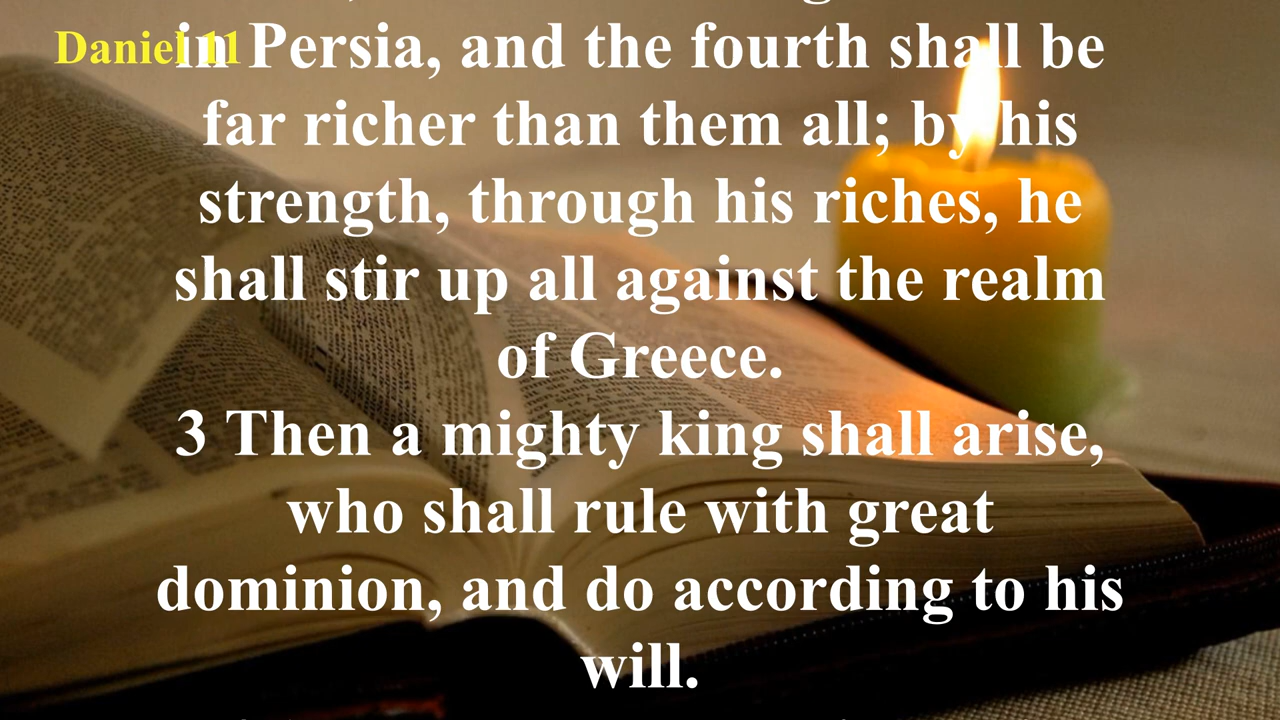 Daniel 11
in Persia, and the fourth shall be
far richer than them all; by his
strength, through his riches, he
shall stir up all against the realm
of Greece.
3 Then a mighty king shall arise,
who shall rule with great
dominion, and do according to his
will.